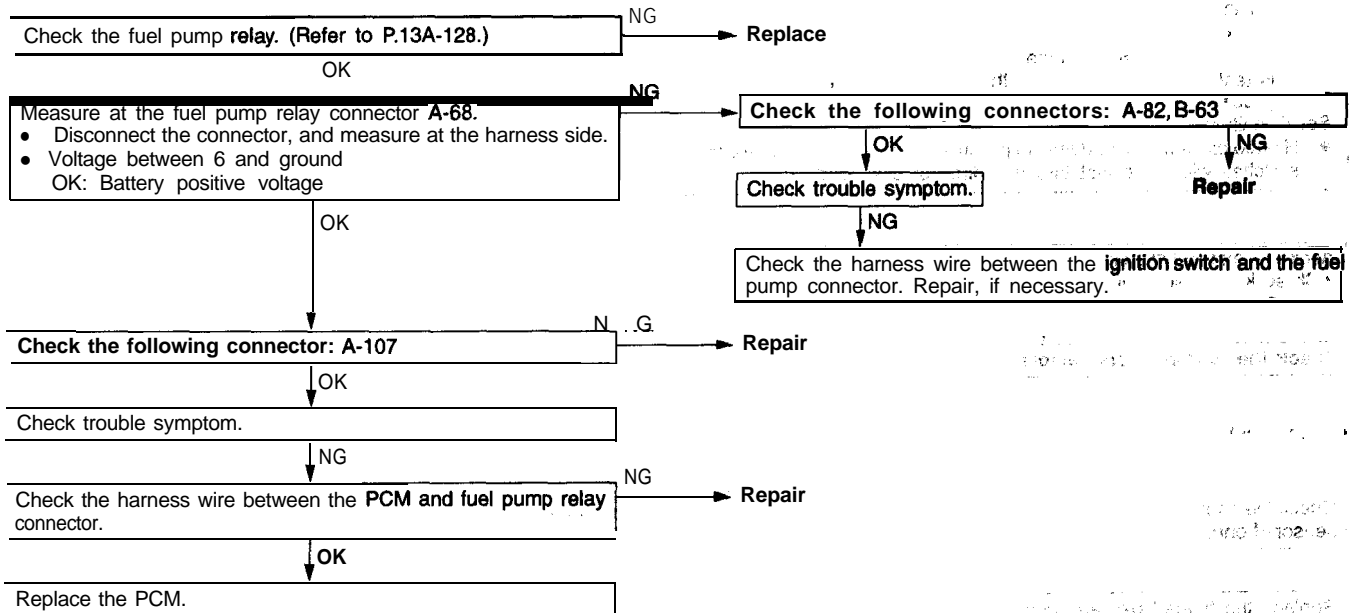 Check the fuel pump relay. (Refer to P.13A-128.)
NG
Replace
OK
Measure at the fuel pump relay connector A-68.
● Disconnect the connector, and measure at the harness side.
● Voltage between 6 and ground
OK: Battery positive voltage
NG
Check the following connectors: A-82, B-63
OK
NG
Check trouble symptom.
Repair
NG
Check the harness wire between the ignition switch and the fuel
pump connector. Repair, if necessary.
OK
Check the following connector: A-107
N . .G
Repair
OK
Check trouble symptom.
NG
Check the harness wire between the PCM and fuel pump relay
connector.
NG
Repair
OK
Replace the PCM.